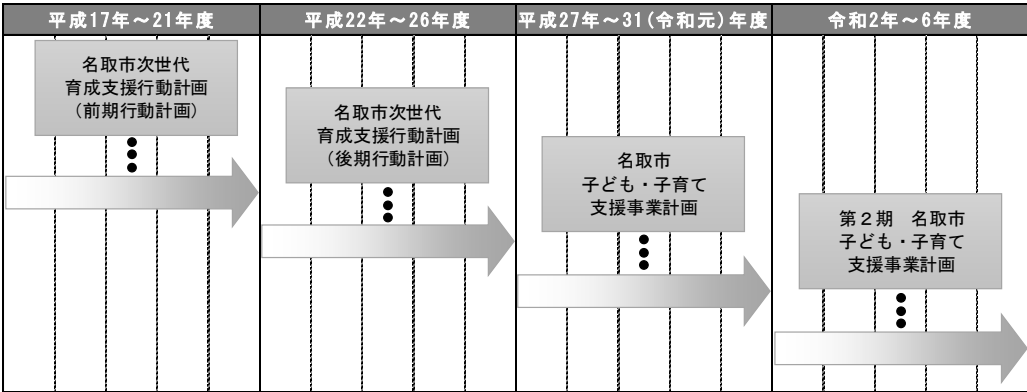 平成17年～21年度
平成22年～26年度
平成27年～31(令和元)年度
令和2年～6年度
名取市次世代
育成支援行動計画
(前期行動計画)
名取市次世代
育成支援行動計画
(後期行動計画)
名取市
子ども・子育て
支援事業計画
第２期　名取市
子ども・子育て
支援事業計画